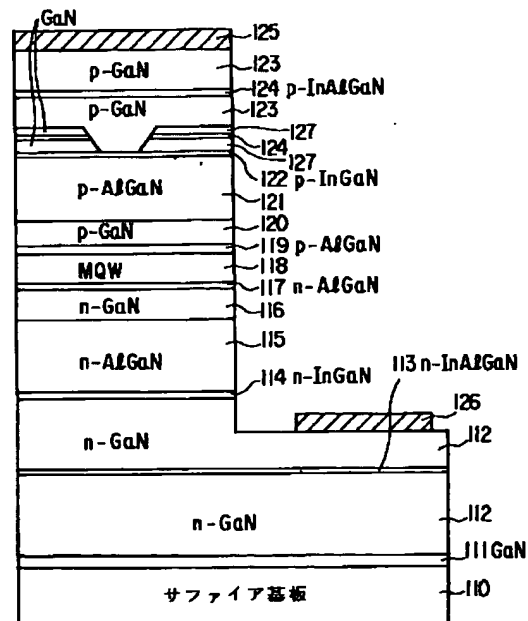 GaN
125
p-GaN
123
124 p-InAlGaN
p-GaN
123
127
124
127
122 p-InGaN
p-AlGaN
121
p-GaN
120
119 p-AlGaN
MQW
118
117 n-AlGaN
n-GaN
116
115
n-AlGaN
113 n-InAlGaN
114 n-InGaN
126
n-GaN
112
n-GaN
112
111 GaN
サファイア基板
110